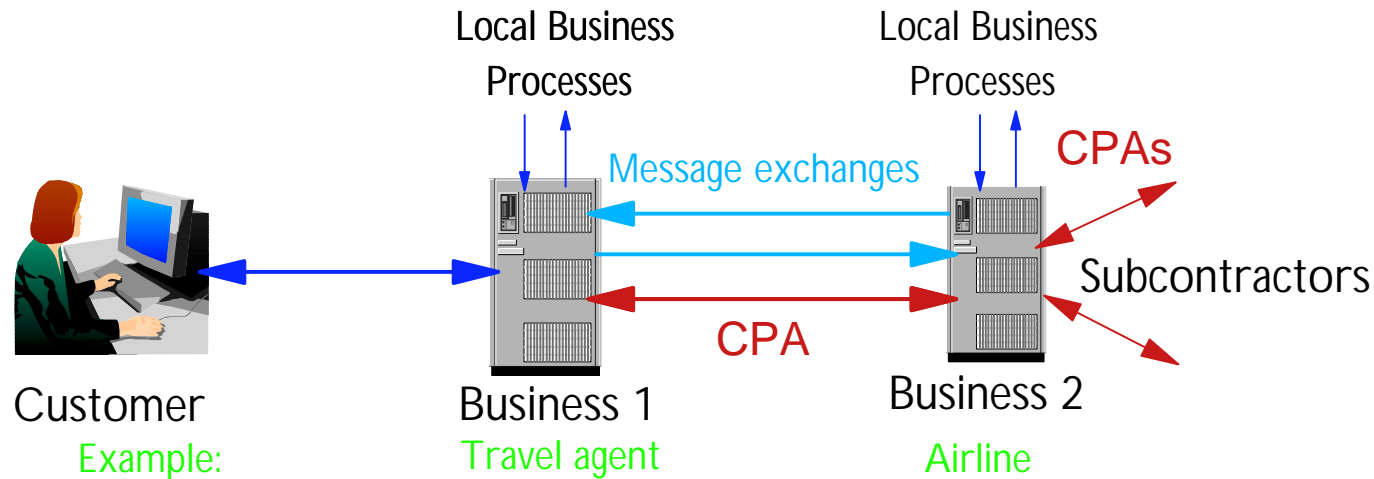 Local Business
Processes
Local Business
Processes
CPAs
Message exchanges
Subcontractors
CPA
Customer
Business 1
Business 2
Example:
Travel agent
Airline